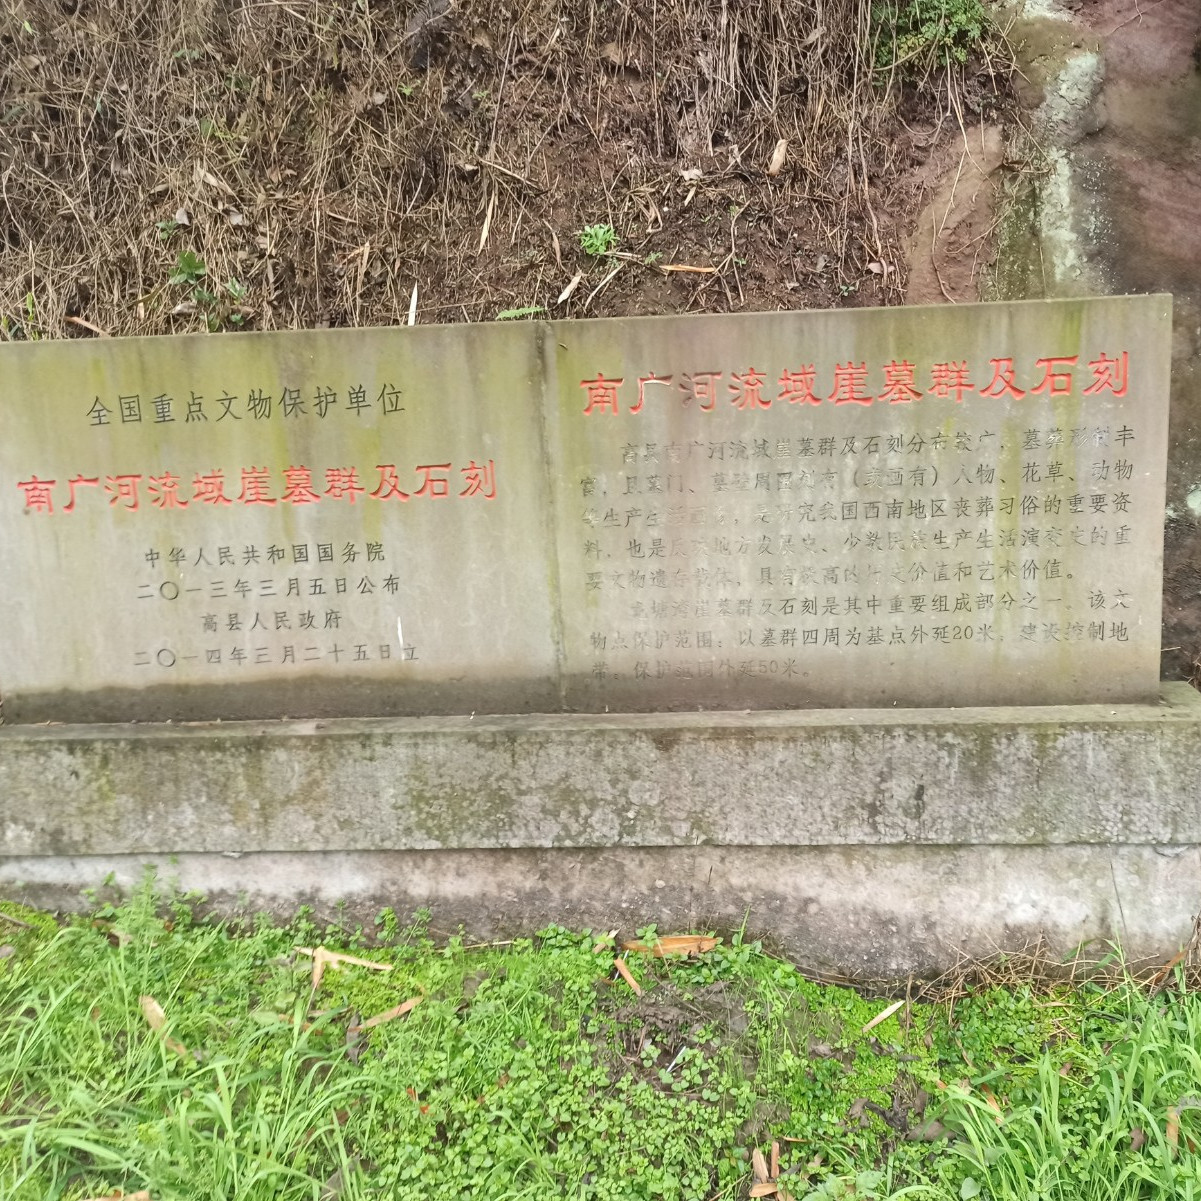 全国重点文物保护单位
南广河流域崖墓群及石刻
中华人民共和国国务院
二〇一三年三月五日公布
高县人民政府
二〇一四年三月二十五日立
南广河流域崖墓群及石刻
高县南广河流域崖墓群及石刻分布较广，墓葬形制丰
富，且墓门、墓壁周围刻有（或画有）人物、花草、动物
等生产生活画，是研究我国西南地区丧葬习俗的重要资
料，也是反映地方发展史、少数民族生产生活演变史的重
要文物遗存载体，具有较高的历史价值和艺术价值。
塘湾崖墓群及石刻是其中重要组成部分之一。该文
物点保护范围：以墓群四周为基点外延20米，建设控制地
带：保护范围外延50米。